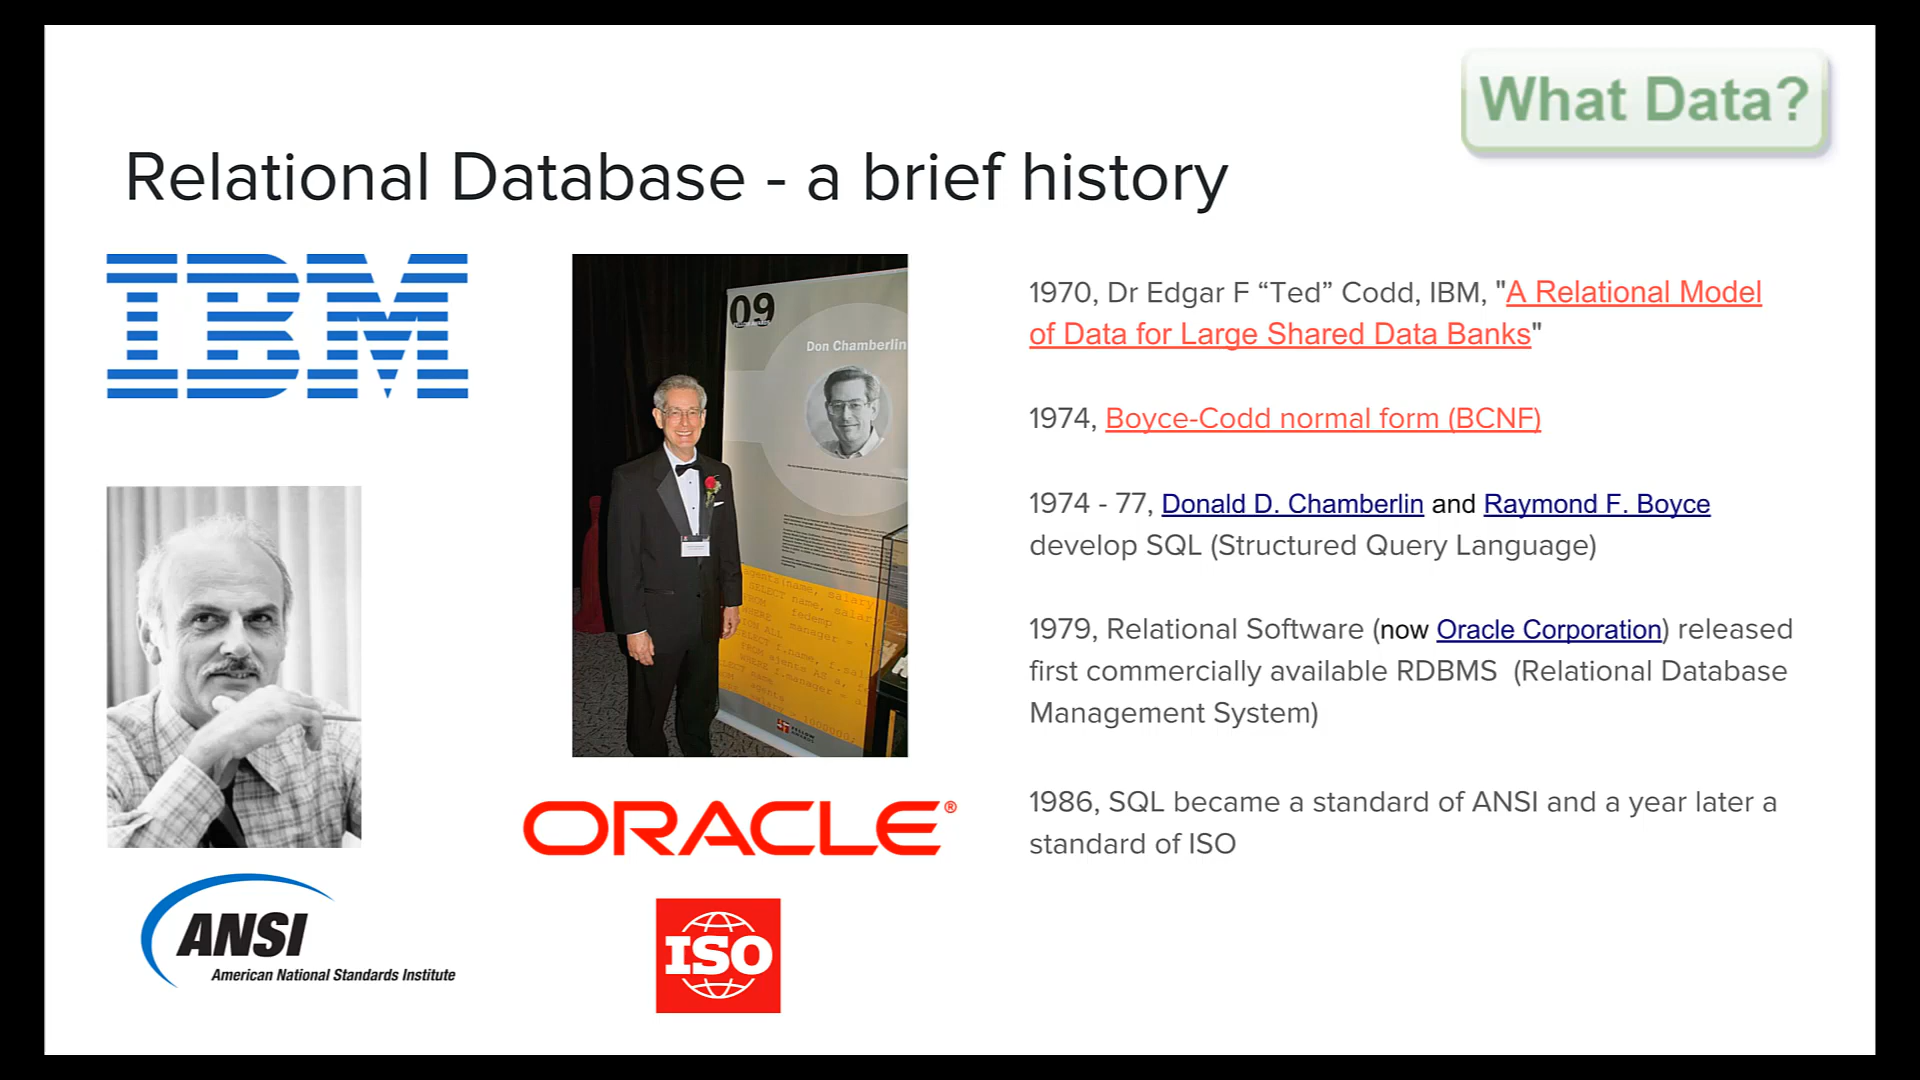 What Data?
Relational Database - a brief history
IBM
09
Don Chamberlin
ORACLE®
ANSI
American National Standards Institute
ISO
1970, Dr Edgar F “Ted” Codd, IBM, "A Relational Model
of Data for Large Shared Data Banks"
1974, Boyce-Codd normal form (BCNF)
1974 - 77, Donald D. Chamberlin and Raymond F. Boyce
develop SQL (Structured Query Language)
1979, Relational Software (now Oracle Corporation) released
first commercially available RDBMS (Relational Database
Management System)
1986, SQL became a standard of ANSI and a year later a
standard of ISO